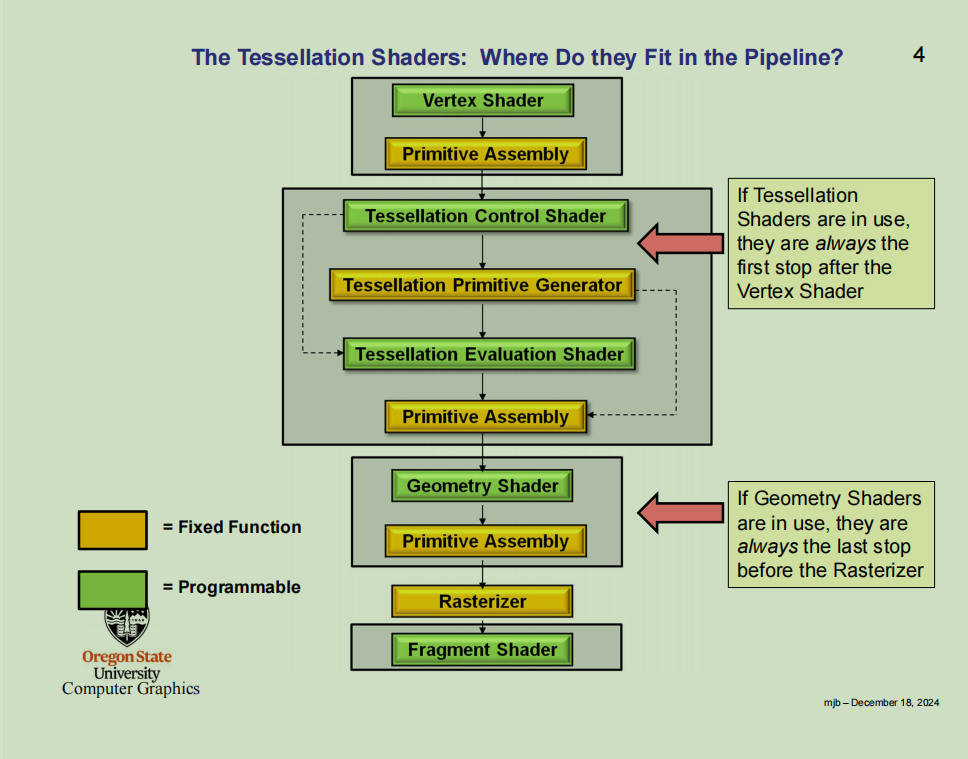 The Tessellation Shaders: Where Do they Fit in the Pipeline?
4
Vertex Shader
Primitive Assembly
Tessellation Control Shader
Tessellation Primitive Generator
Tessellation Evaluation Shader
Primitive Assembly
If Tessellation
Shaders are in use,
they are always the
first stop after the
Vertex Shader
Geometry Shader
Primitive Assembly
If Geometry Shaders
are in use, they are
always the last stop
before the Rasterizer
Rasterizer
Fragment Shader
= Fixed Function
= Programmable
Oregon State
University
Computer Graphics
mjb – December 18, 2024